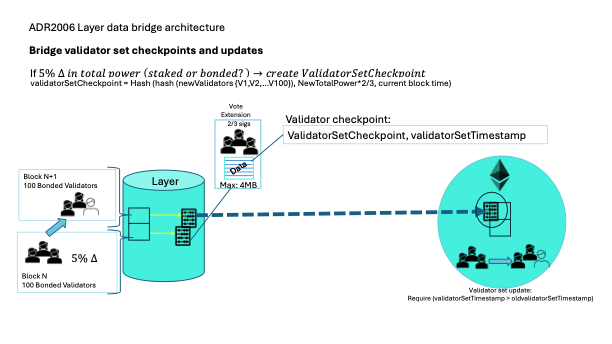 ADR2006 Layer data bridge architecture
Bridge validator set checkpoints and updates
If 5% Δ in total power (staked or bonded?) → create ValidatorSetCheckpoint
validatorSetCheckpoint = Hash (hash (newValidators {V1,V2,...V100}), NewTotalPower*2/3, current block time)
Vote
Extension
2/3 sigs
Data
Max: 4MB
Validator checkpoint:
ValidatorSetCheckpoint, validatorSetTimestamp
Block N+1
100 Bonded Validators
Layer
5% Δ
Block N
100 Bonded Validators
Validator set update:
Require (validatorSetTimestamp > oldvalidatorSetTimestamp)